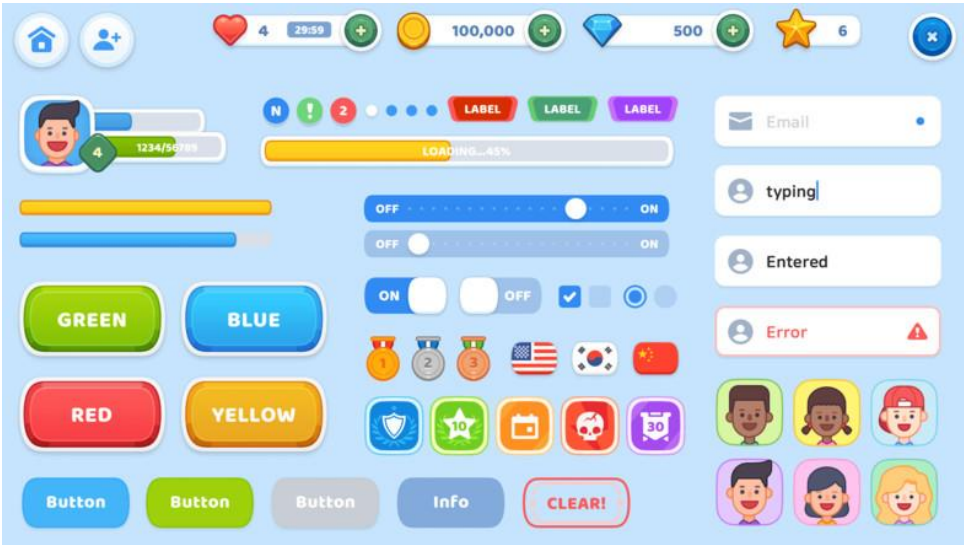 4 29:59 100,000 500 6
N ! 2 LABEL LABEL LABEL
4 1234/56789
LOADING...45%
OFF ON
OFF ON
ON OFF
GREEN BLUE
RED YELLOW
1 2 3
10 30
Button Button Button Info CLEAR!
Email
typing
Entered
Error